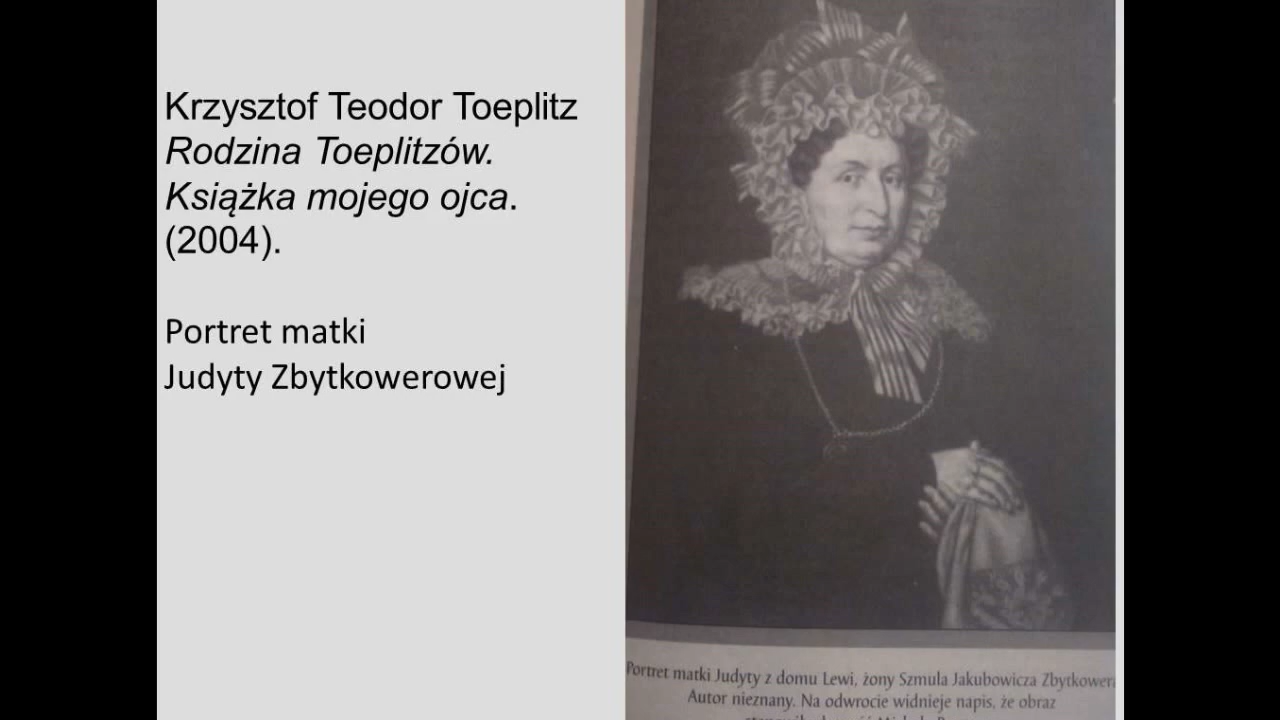 Krzysztof Teodor Toeplitz
Rodzina Toeplitzów.
Książka mojego ojca.
(2004).
Portret matki
Judyty Zbytkowerowej
Portret matki Judyty z domu Lewi, żony Szmula Jakubowicza Zbytkowera
Autor nieznany. Na odwrocie widnieje napis, że obraz